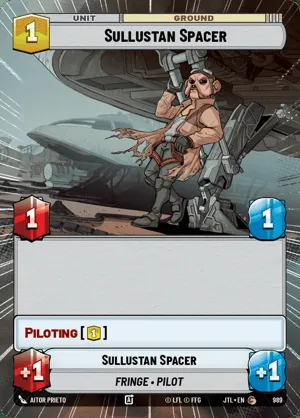 UNIT GROUND
1 SULLUSTAN SPACER
1 1
PILOTING [1]
SULLUSTAN SPACER
+1 +1
FRINGE • PILOT
AITOR PRIETO © LFL © FFG JTL • EN C 989